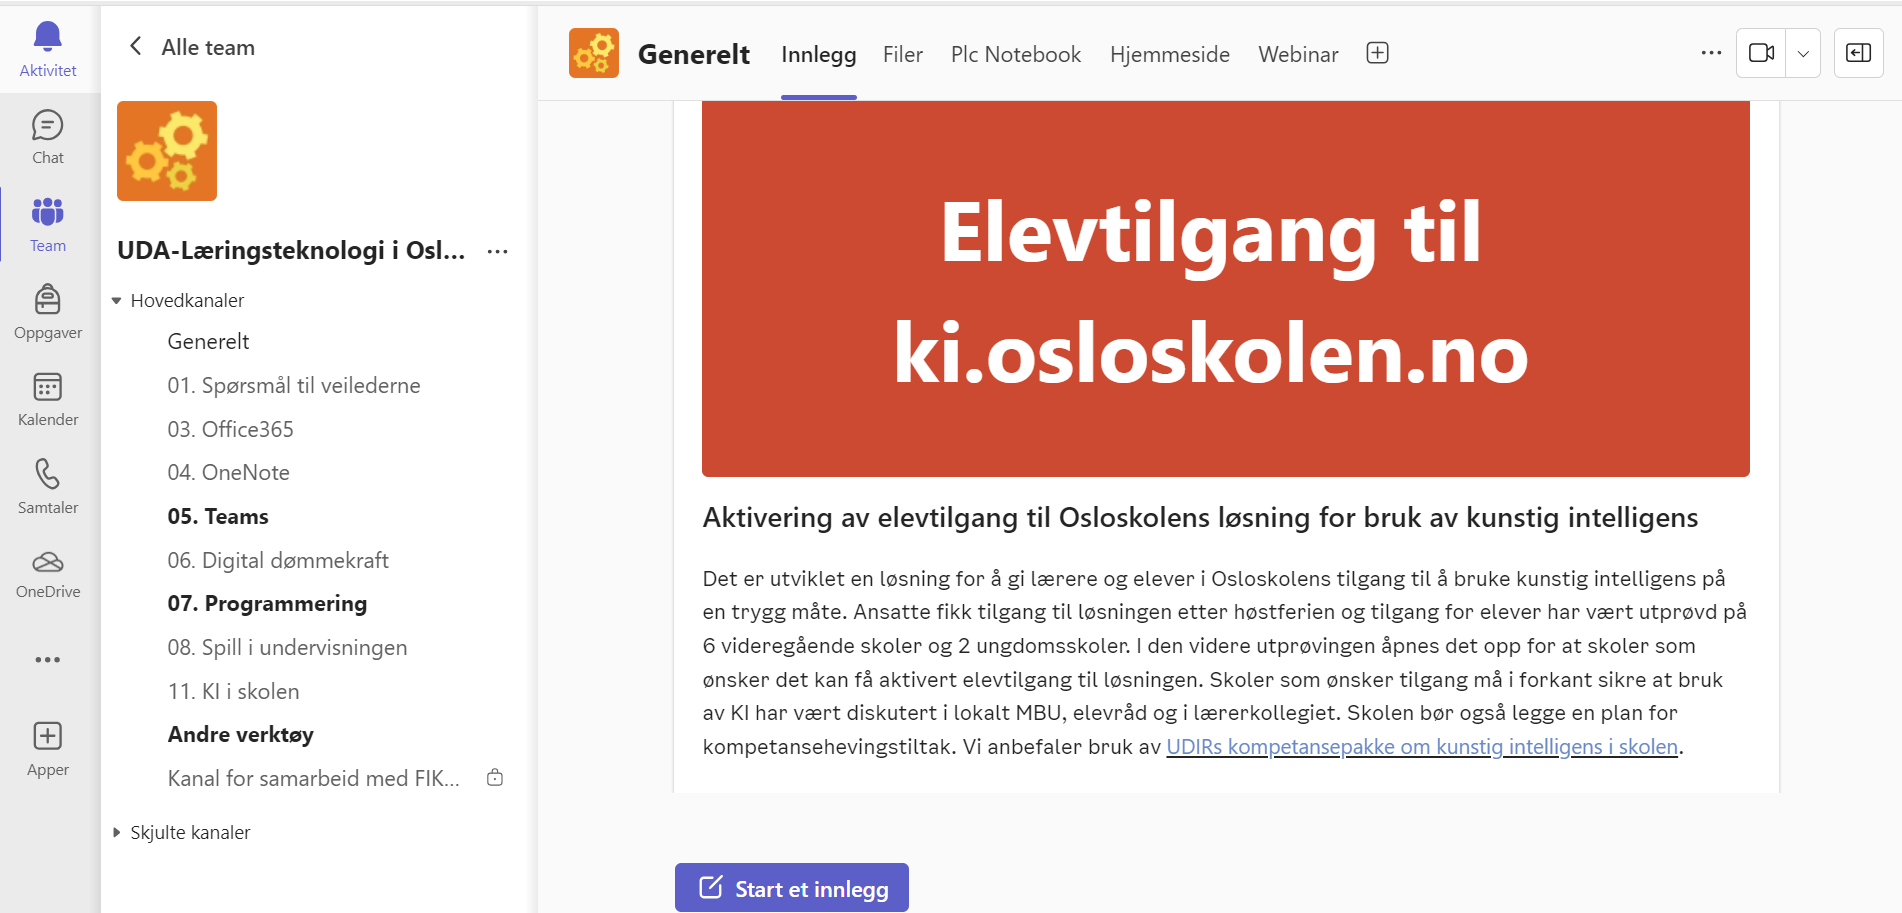 Aktivitet
Chat
Team
Oppgaver
Kalender
Samtaler
OneDrive
Apper
Alle team
UDA-Læringsteknologi i Osl...
Hovedkanaler
Generelt
01. Spørsmål til veilederne
03. Office365
04. OneNote
05. Teams
06. Digital dømmekraft
07. Programmering
08. Spill i undervisningen
11. KI i skolen
Andre verktøy
Kanal for samarbeid med FIK...
Skjulte kanaler
Generelt Innlegg Filer Plc Notebook Hjemmeside Webinar
Elevtilgang til
ki.osloskolen.no
Aktivering av elevtilgang til Osloskolens løsning for bruk av kunstig intelligens
Det er utviklet en løsning for å gi lærere og elever i Osloskolens tilgang til å bruke kunstig intelligens på
en trygg måte. Ansatte fikk tilgang til løsningen etter høstferien og tilgang for elever har vært utprøvd på
6 videregående skoler og 2 ungdomsskoler. I den videre utprøvingen åpnes det opp for at skoler som
ønsker det kan få aktivert elevtilgang til løsningen. Skoler som ønsker tilgang må i forkant sikre at bruk
av KI har vært diskutert i lokalt MBU, elevråd og i lærerkollegiet. Skolen bør også legge en plan for
kompetansehevingstiltak. Vi anbefaler bruk av UDIRs kompetansepakke om kunstig intelligens i skolen.
Start et innlegg